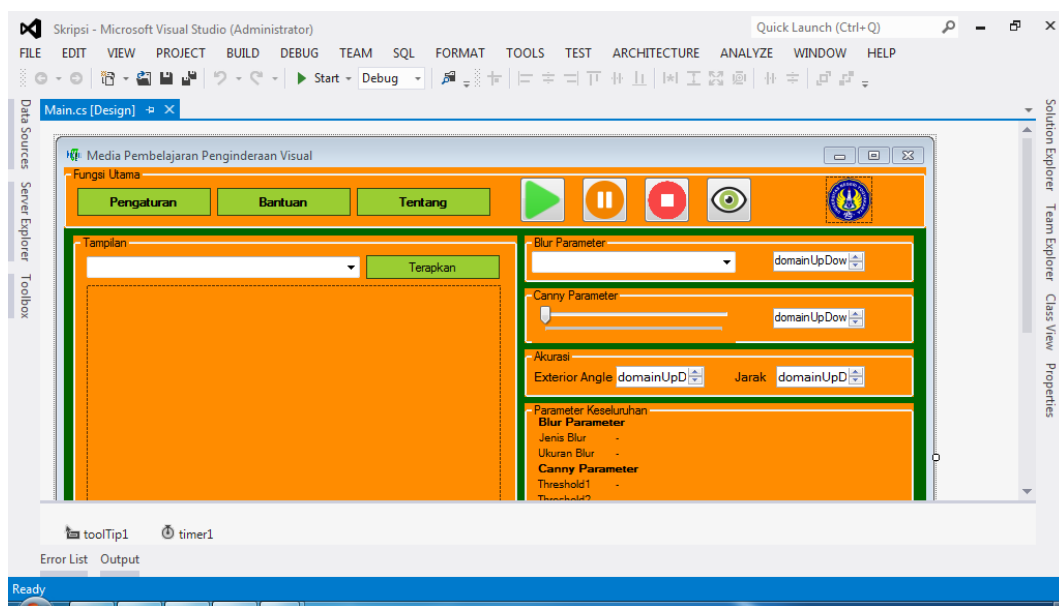 Skripsi - Microsoft Visual Studio (Administrator)
Quick Launch (Ctrl+Q)
FILE EDIT VIEW PROJECT BUILD DEBUG TEAM SQL FORMAT TOOLS TEST ARCHITECTURE ANALYZE WINDOW HELP
Start Debug
Main.cs [Design]
Data Sources
Server Explorer
Toolbox
Media Pembelajaran Penginderaan Visual
Fungsi Utama
Pengaturan Bantuan Tentang
Tampilan
Terapkan
Blur Parameter
domainUpDow
Canny Parameter
domainUpDow
Akurasi
Exterior Angle domainUpD Jarak domainUpD
Parameter Keseluruhan
Blur Parameter
Jenis Blur -
Ukuran Blur -
Canny Parameter
Threshold1 -
Threshold2
Solution Explorer
Team Explorer
Class View
Properties
toolTip1 timer1
Error List Output
Ready